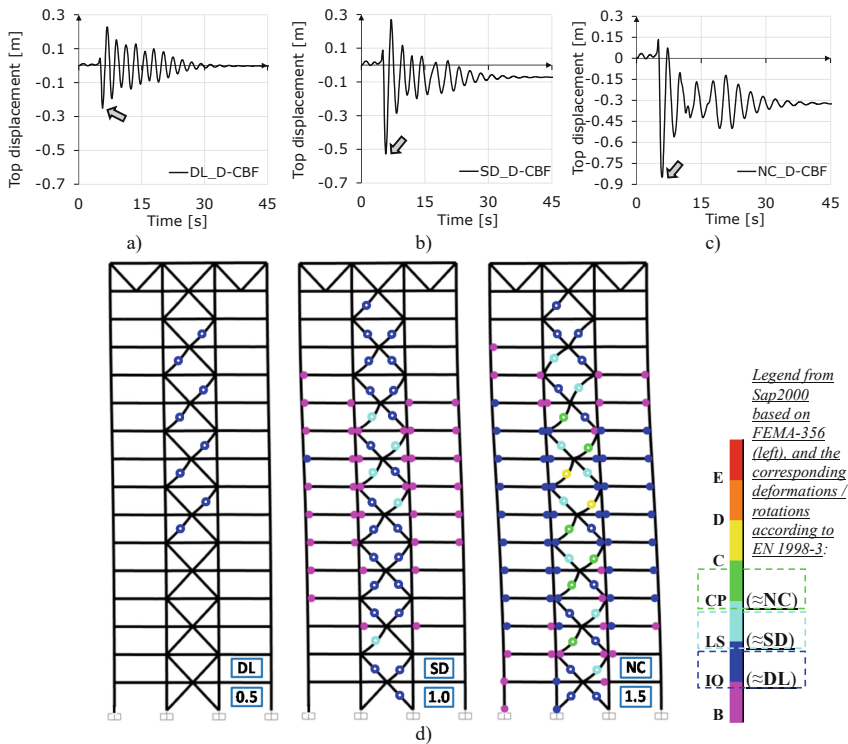 0.3
0.1
-0.1
-0.3
-0.5
-0.7
0
15
30
45
Top displacement [m]
Time [s]
DL_D-CBF
a)
0.3
0.1
-0.1
-0.3
-0.5
-0.7
0
15
30
45
Top displacement [m]
Time [s]
SD_D-CBF
b)
0.3
0.15
0
-0.15
-0.3
-0.45
-0.6
-0.75
-0.9
0
15
30
45
Top displacement [m]
Time [s]
NC_D-CBF
c)
DL
0.5
SD
1.0
NC
1.5
d)
Legend from
Sap2000
based on
FEMA-356
(left), and the
corresponding
deformations /
rotations
according to
EN 1998-3:
E
D
C
CP (≈NC)
LS (≈SD)
IO (≈DL)
B